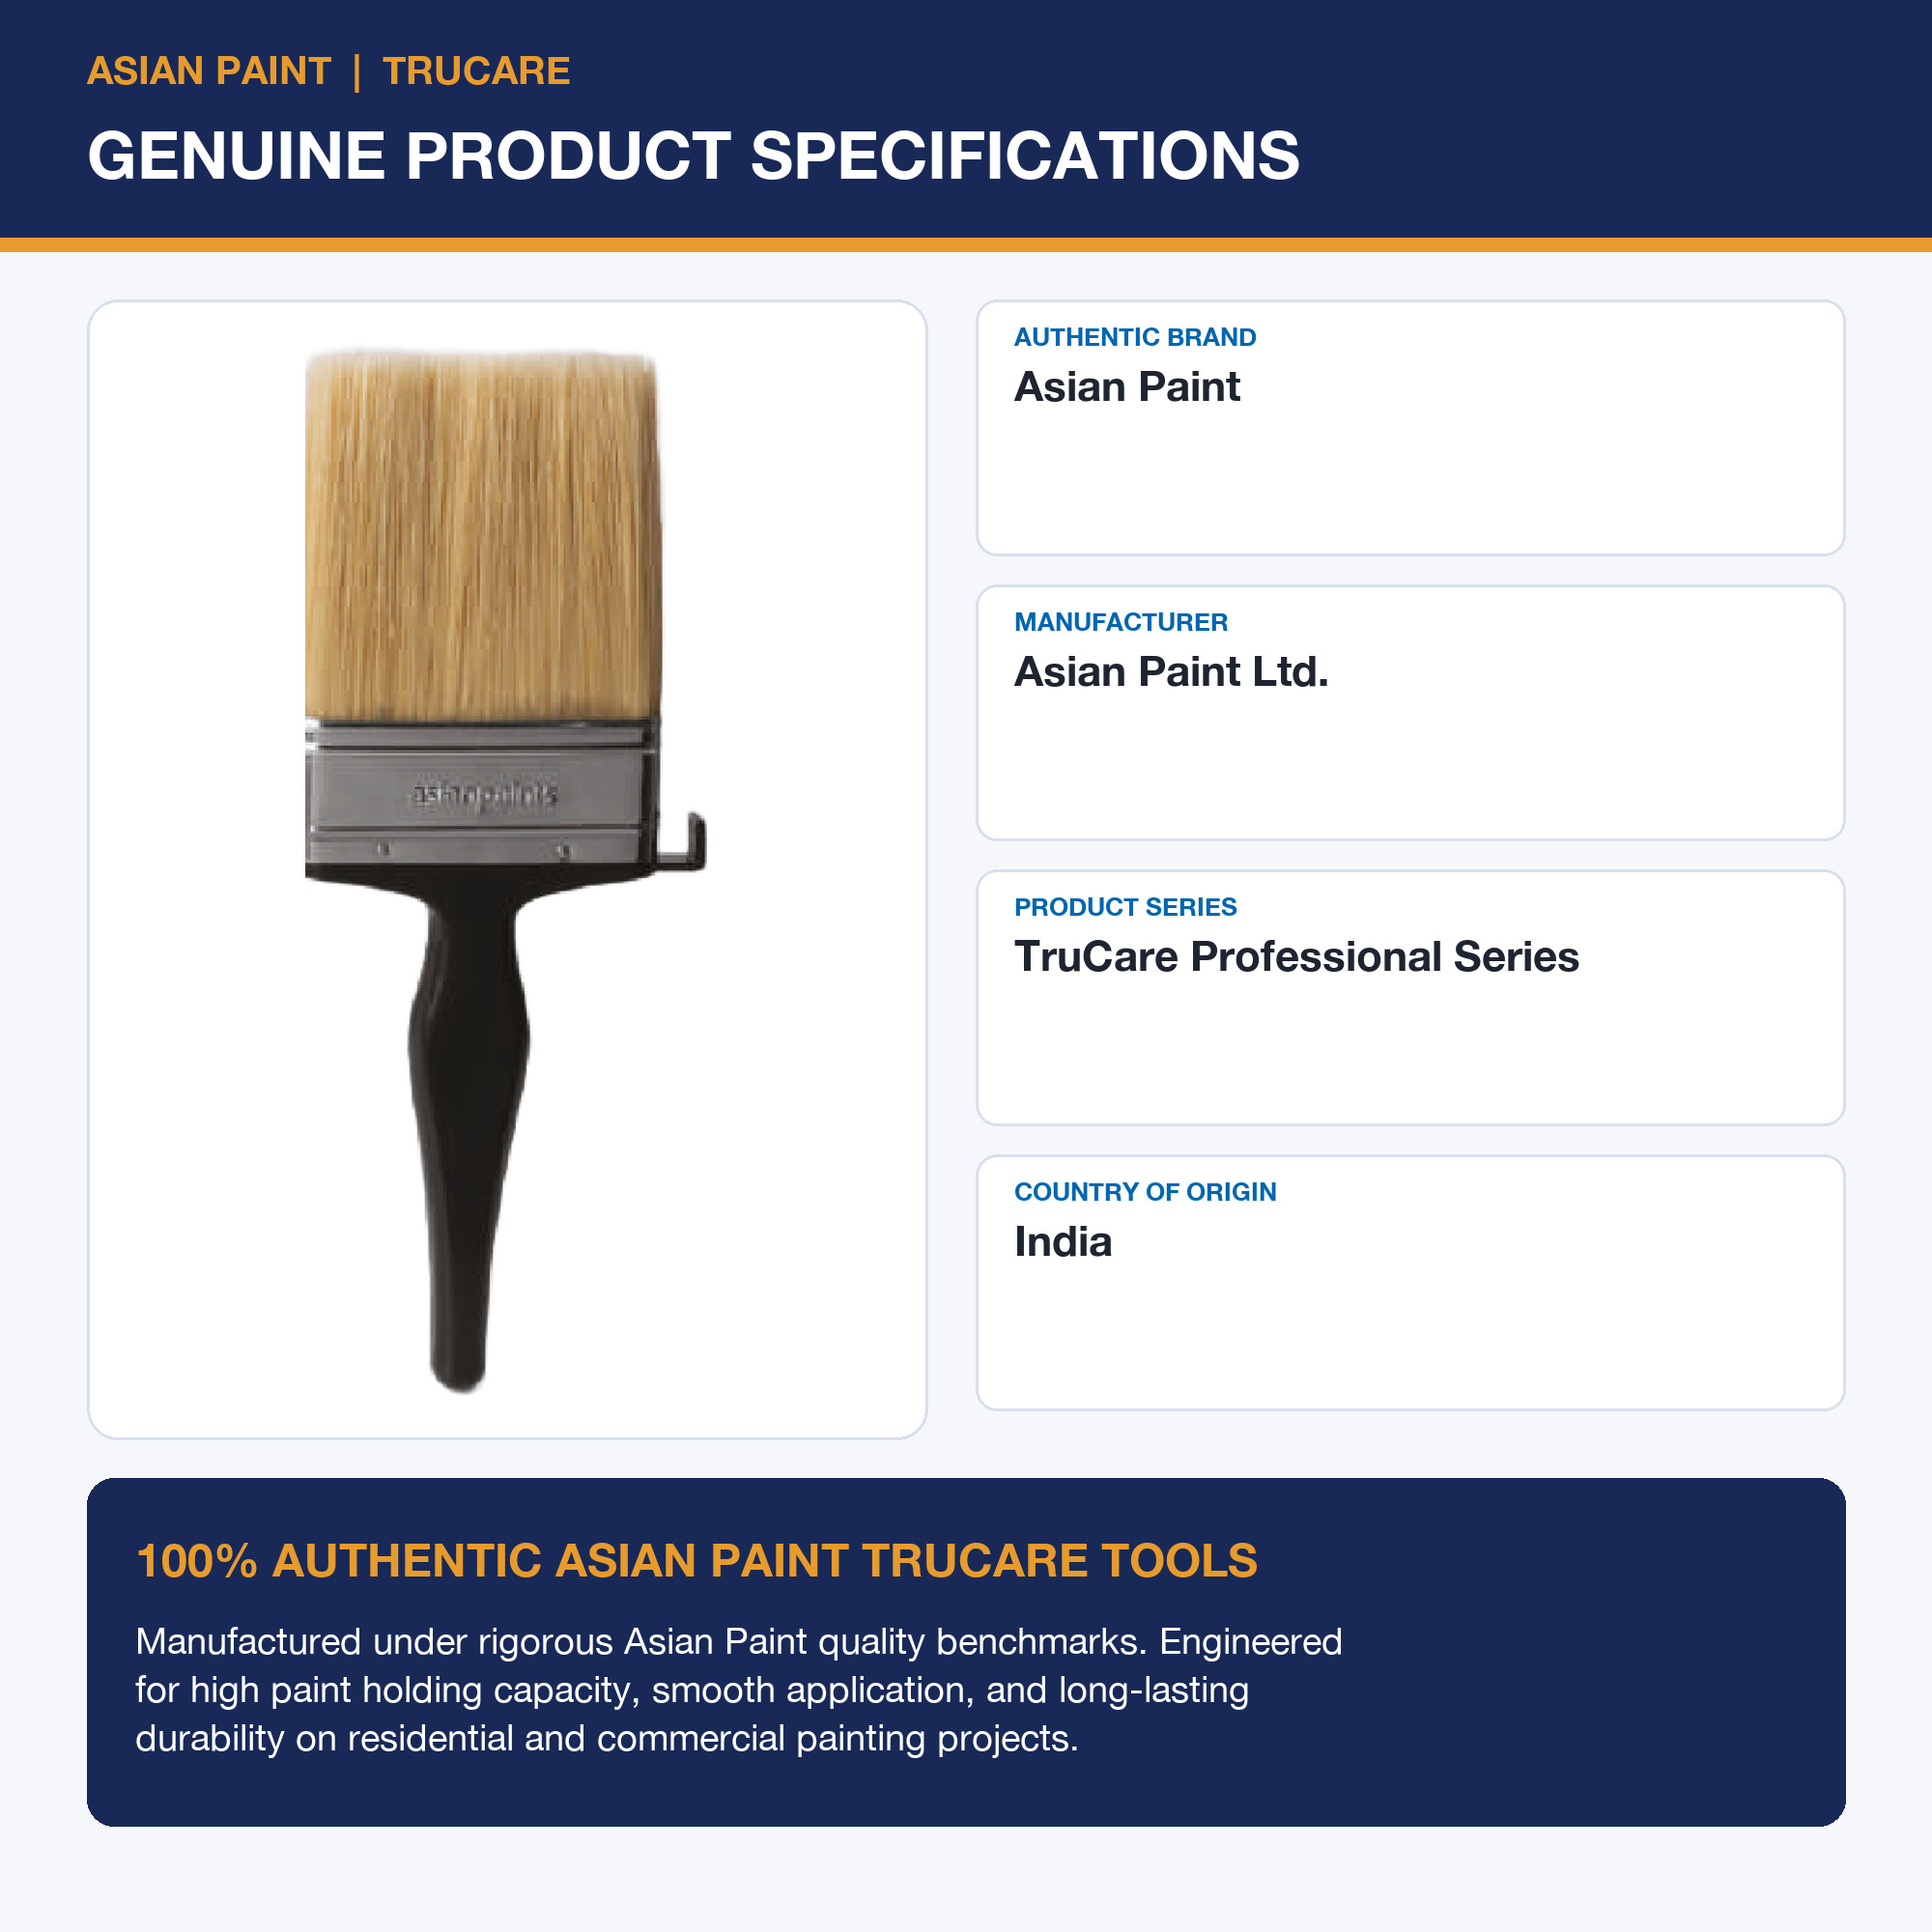 ASIAN PAINT | TRUCARE
GENUINE PRODUCT SPECIFICATIONS
asianpaints
AUTHENTIC BRAND
Asian Paint
MANUFACTURER
Asian Paint Ltd.
PRODUCT SERIES
TruCare Professional Series
COUNTRY OF ORIGIN
India
100% AUTHENTIC ASIAN PAINT TRUCARE TOOLS
Manufactured under rigorous Asian Paint quality benchmarks. Engineered
for high paint holding capacity, smooth application, and long-lasting
durability on residential and commercial painting projects.